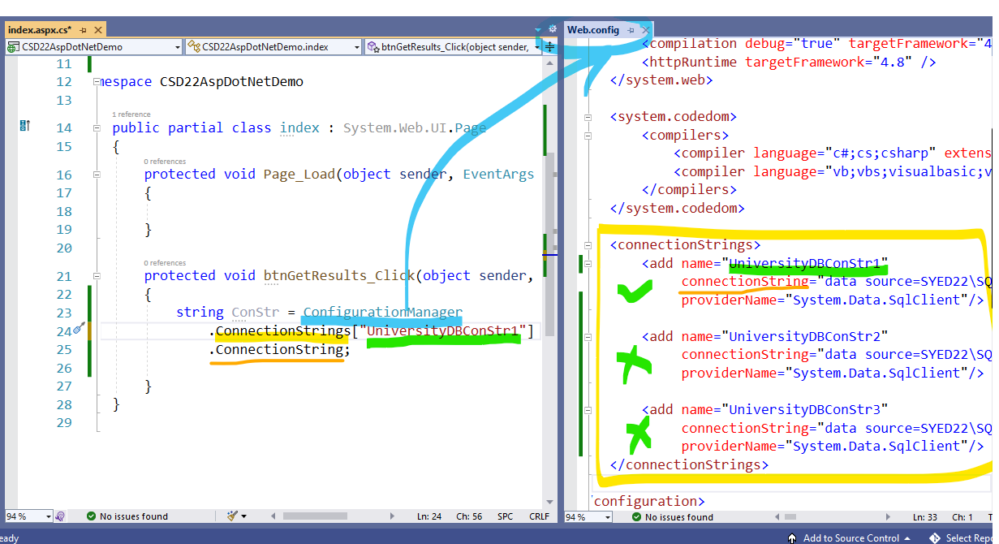 index.aspx.cs*
CSD22AspDotNetDemo
CSD22AspDotNetDemo.index
btnGetResults_Click(object sender,
11
12 mespace CSD22AspDotNetDemo
13
1 reference
14 public partial class index : System.Web.UI.Page
15 {
0 references
16 protected void Page_Load(object sender, EventArgs
17 {
18
19 }
20
0 references
21 protected void btnGetResults_Click(object sender,
22 {
23 string ConStr = ConfigurationManager
24 .ConnectionStrings["UniversityDBConStr1"]
25 .ConnectionString;
26
27 }
28 }
29
94 %
No issues found
Ln: 24 Ch: 56 SPC CRLF
Web.config
<compilation debug="true" targetFramework="4
<httpRuntime targetFramework="4.8" />
</system.web>
<system.codedom>
<compilers>
<compiler language="c#;cs;csharp" extens
<compiler language="vb;vbs;visualbasic;v
</compilers>
</system.codedom>
<connectionStrings>
<add name="UniversityDBConStr1"
connectionString="data source=SYED22\SQ
providerName="System.Data.SqlClient"/>
<add name="UniversityDBConStr2"
connectionString="data source=SYED22\SQ
providerName="System.Data.SqlClient"/>
<add name="UniversityDBConStr3"
connectionString="data source=SYED22\SQ
providerName="System.Data.SqlClient"/>
</connectionStrings>
configuration>
94 %
No issues found
Ln: 33 Ch: 1 T
eady
Add to Source Control
Select Repo